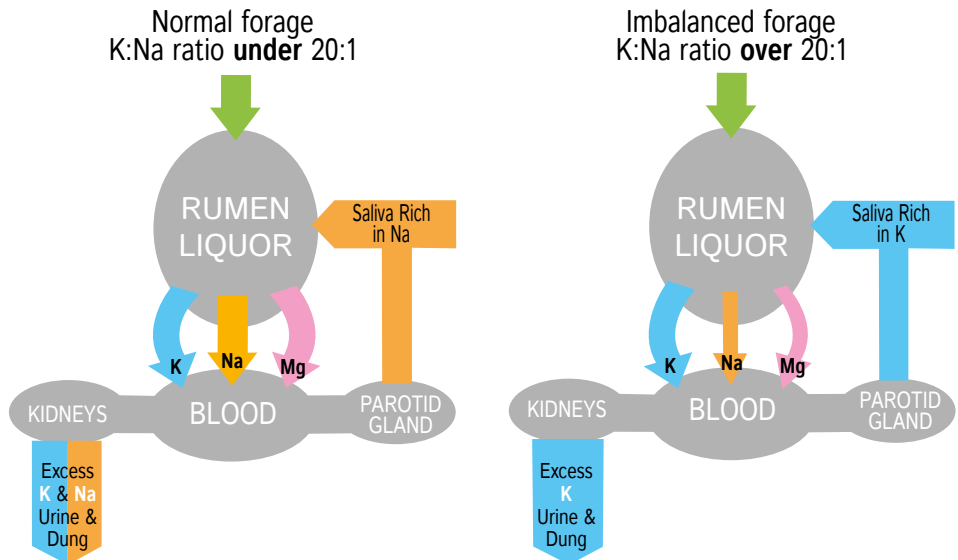 Normal forage
K:Na ratio under 20:1
RUMEN
LIQUOR
Saliva Rich
in Na
K
Na
Mg
KIDNEYS
BLOOD
PAROTID
GLAND
Excess
K & Na
Urine &
Dung
Imbalanced forage
K:Na ratio over 20:1
RUMEN
LIQUOR
Saliva Rich
in K
K
Na
Mg
KIDNEYS
BLOOD
PAROTID
GLAND
Excess
K
Urine &
Dung